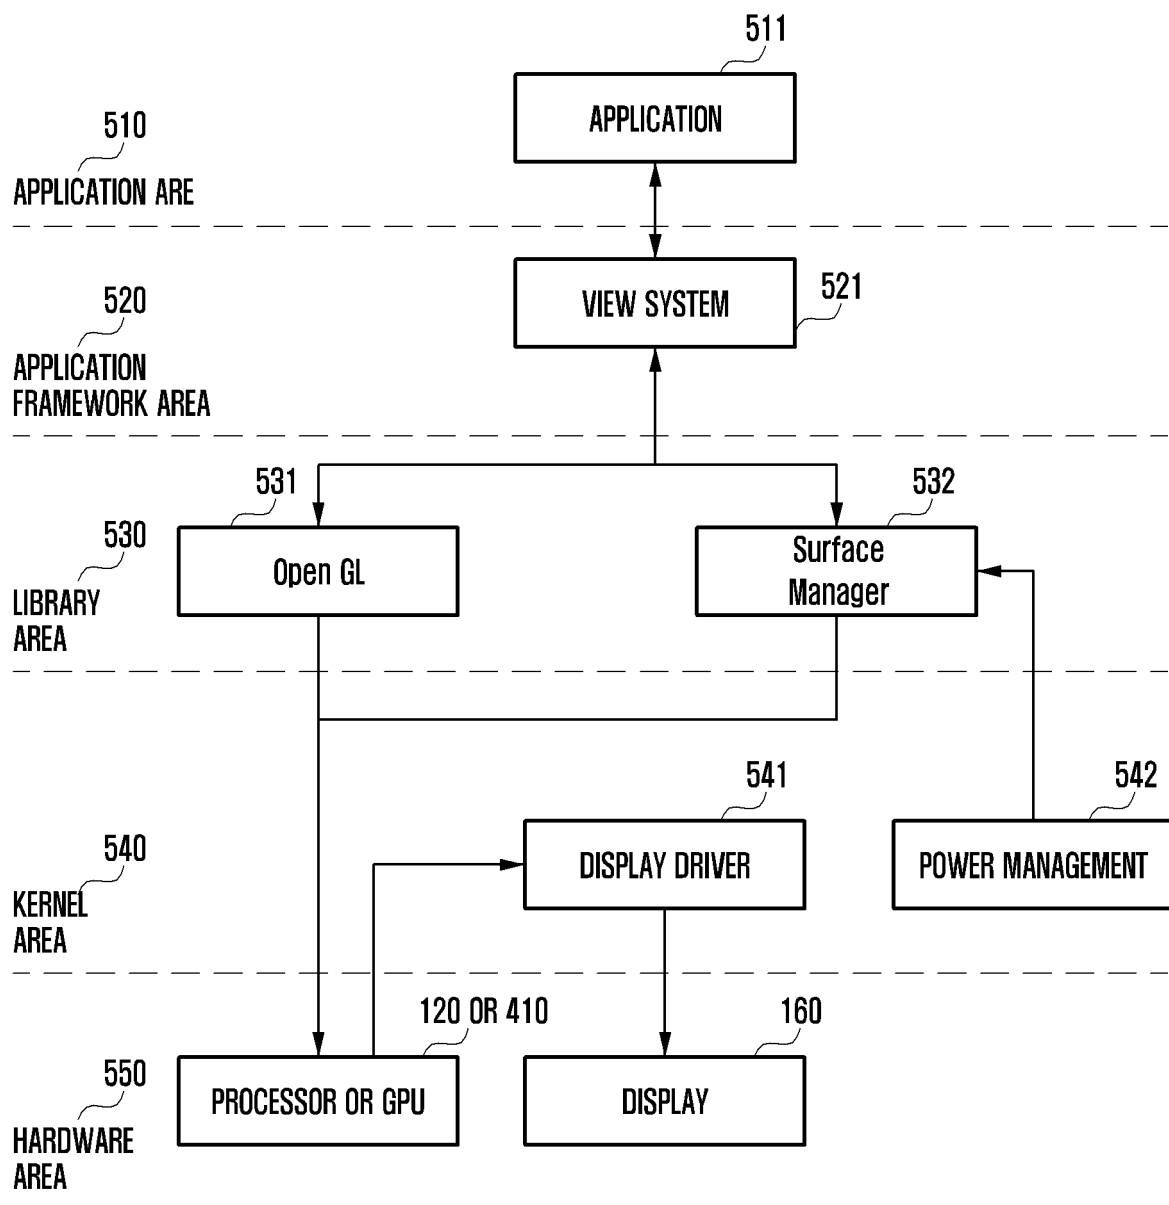 511
APPLICATION
510
APPLICATION ARE
VIEW SYSTEM
521
520
APPLICATION
FRAMEWORK AREA
531
532
530
Open GL
Surface
Manager
LIBRARY
AREA
541
542
540
DISPLAY DRIVER
POWER MANAGEMENT
KERNEL
AREA
120 OR 410
160
550
PROCESSOR OR GPU
DISPLAY
HARDWARE
AREA